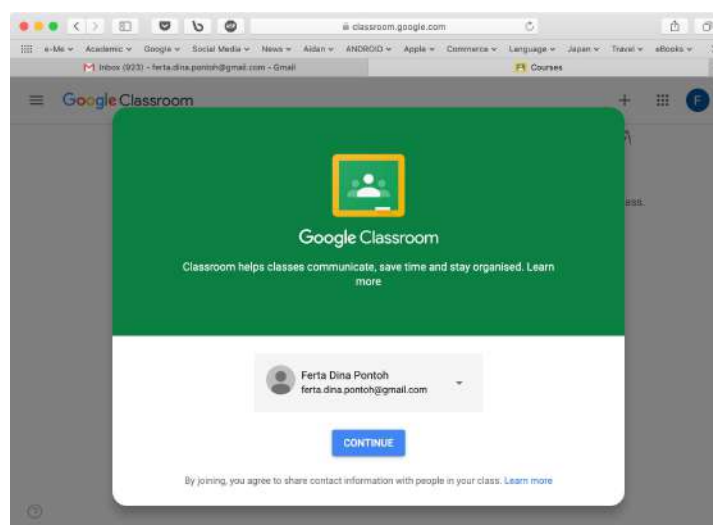 classroom.google.com
e-Me Academic Google Social Media News Aidan ANDROID Apple Commerce Language Japan Travel eBooks
Inbox (923) - ferta.dina.pontoh@gmail.com - Gmail
Courses
Google Classroom
F
ess.
Google Classroom
Classroom helps classes communicate, save time and stay organised. Learn
more
Ferta Dina Pontoh
ferta.dina.pontoh@gmail.com
CONTINUE
By joining, you agree to share contact information with people in your class. Learn more